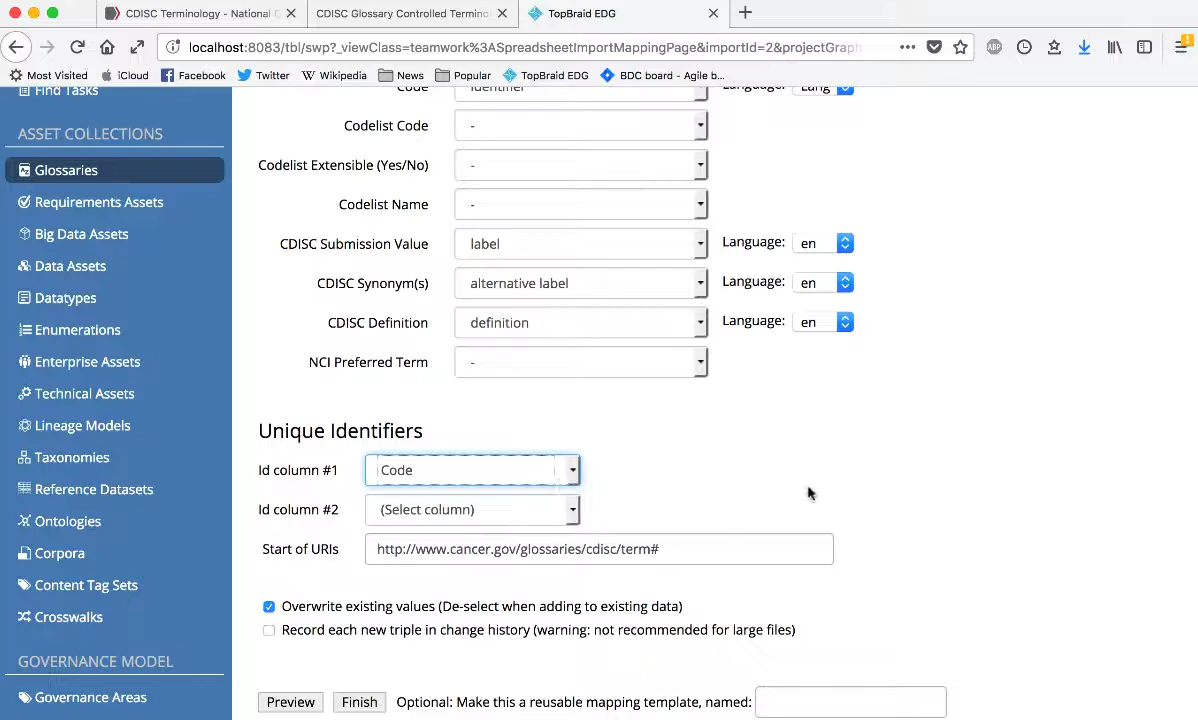 CDISC Terminology - National C
CDISC Glossary Controlled Termino
TopBraid EDG
localhost:8083/tbl/swp?_viewClass=teamwork%3ASpreadsheetImportMappingPage&importId=2&projectGraph
ABP
Most Visited iCloud Facebook Twitter Wikipedia News Popular TopBraid EDG BDC board - Agile b...
Find Tasks
ASSET COLLECTIONS
Glossaries
Requirements Assets
Big Data Assets
Data Assets
Datatypes
Enumerations
Enterprise Assets
Technical Assets
Lineage Models
Taxonomies
Reference Datasets
Ontologies
Corpora
Content Tag Sets
Crosswalks
GOVERNANCE MODEL
Governance Areas
Code identifier Language: Lang
Codelist Code -
Codelist Extensible (Yes/No) -
Codelist Name -
CDISC Submission Value label Language: en
CDISC Synonym(s) alternative label Language: en
CDISC Definition definition Language: en
NCI Preferred Term -
Unique Identifiers
Id column #1 Code
Id column #2 (Select column)
Start of URIs http://www.cancer.gov/glossaries/cdisc/term#
Overwrite existing values (De-select when adding to existing data)
Record each new triple in change history (warning: not recommended for large files)
Preview Finish Optional: Make this a reusable mapping template, named: